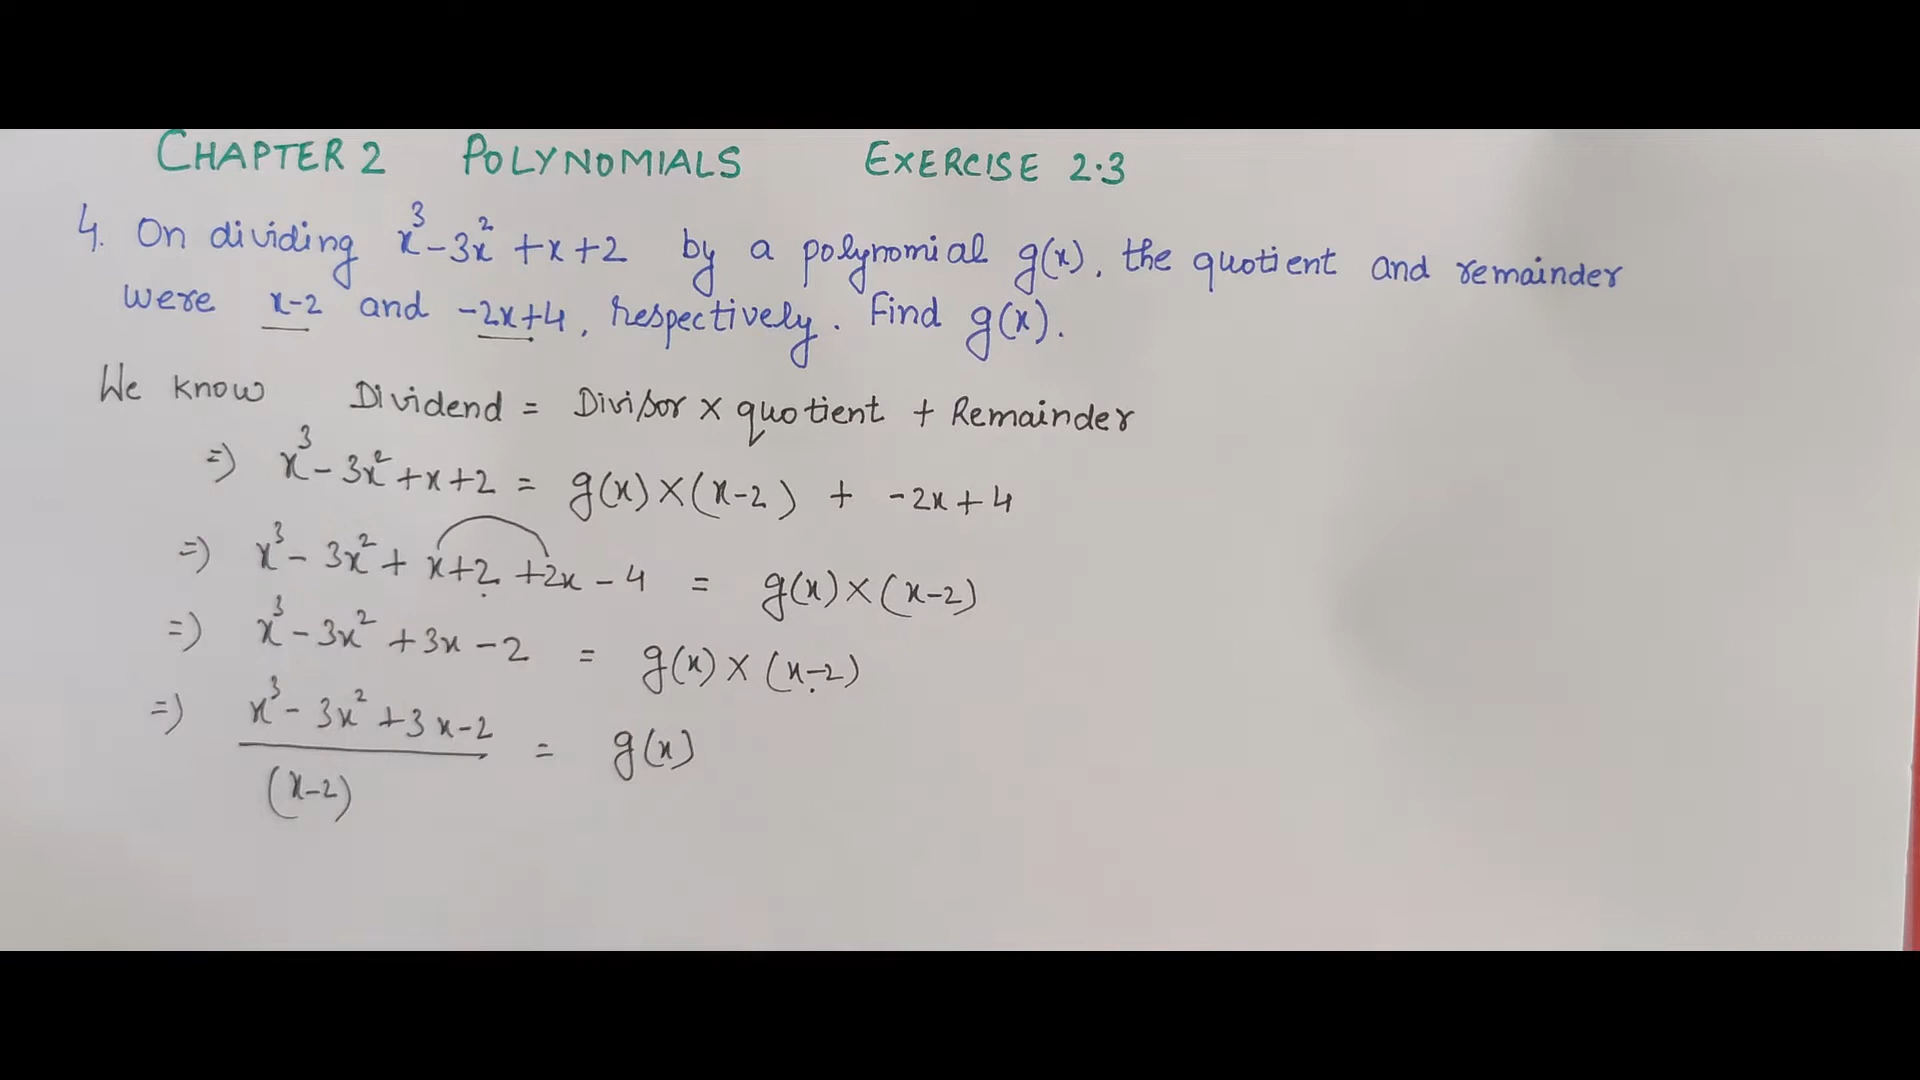 CHAPTER 2 POLYNOMIALS EXERCISE 2.3
4. On dividing x³-3x²+x+2 by a polynomial g(x), the quotient and remainder
were x-2 and -2x+4, respectively. Find g(x).
We know Dividend = Divisor × quotient + Remainder
=) x³-3x²+x+2 = g(x)×(x-2) + -2x+4
=) x³-3x²+x+2+2x-4 = g(x)×(x-2)
=) x³-3x²+3x-2 = g(x)×(x-2)
=) x³-3x²+3x-2 = g(x)
(x-2)